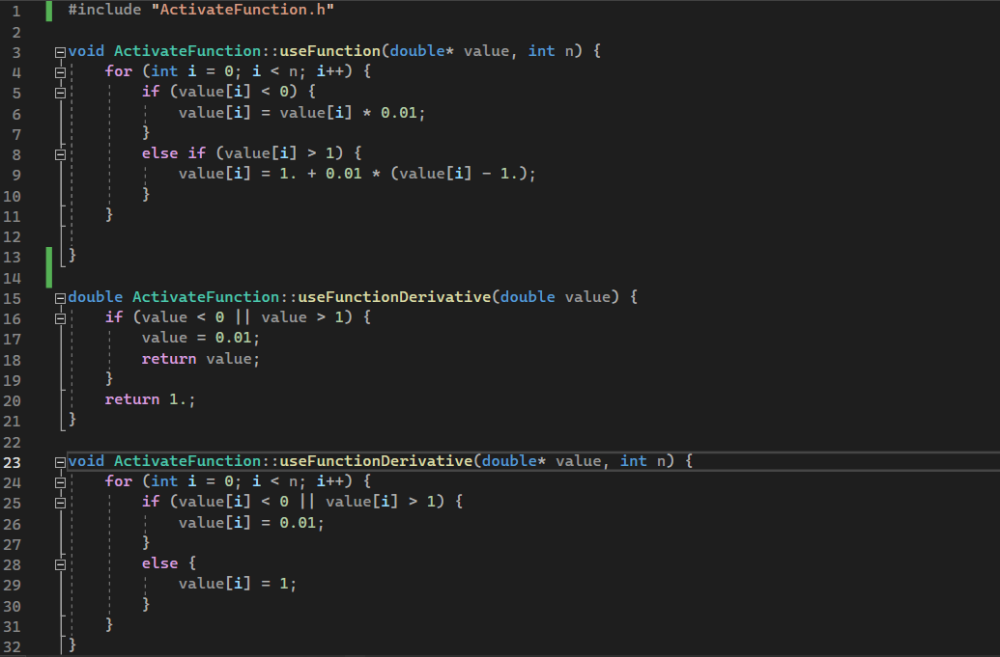 1 #include "ActivateFunction.h"
2
3 void ActivateFunction::useFunction(double* value, int n) {
4 for (int i = 0; i < n; i++) {
5 if (value[i] < 0) {
6 value[i] = value[i] * 0.01;
7 }
8 else if (value[i] > 1) {
9 value[i] = 1. + 0.01 * (value[i] - 1.);
10 }
11 }
12
13 }
14
15 double ActivateFunction::useFunctionDerivative(double value) {
16 if (value < 0 || value > 1) {
17 value = 0.01;
18 return value;
19 }
20 return 1.;
21 }
22
23 void ActivateFunction::useFunctionDerivative(double* value, int n) {
24 for (int i = 0; i < n; i++) {
25 if (value[i] < 0 || value[i] > 1) {
26 value[i] = 0.01;
27 }
28 else {
29 value[i] = 1;
30 }
31 }
32 }